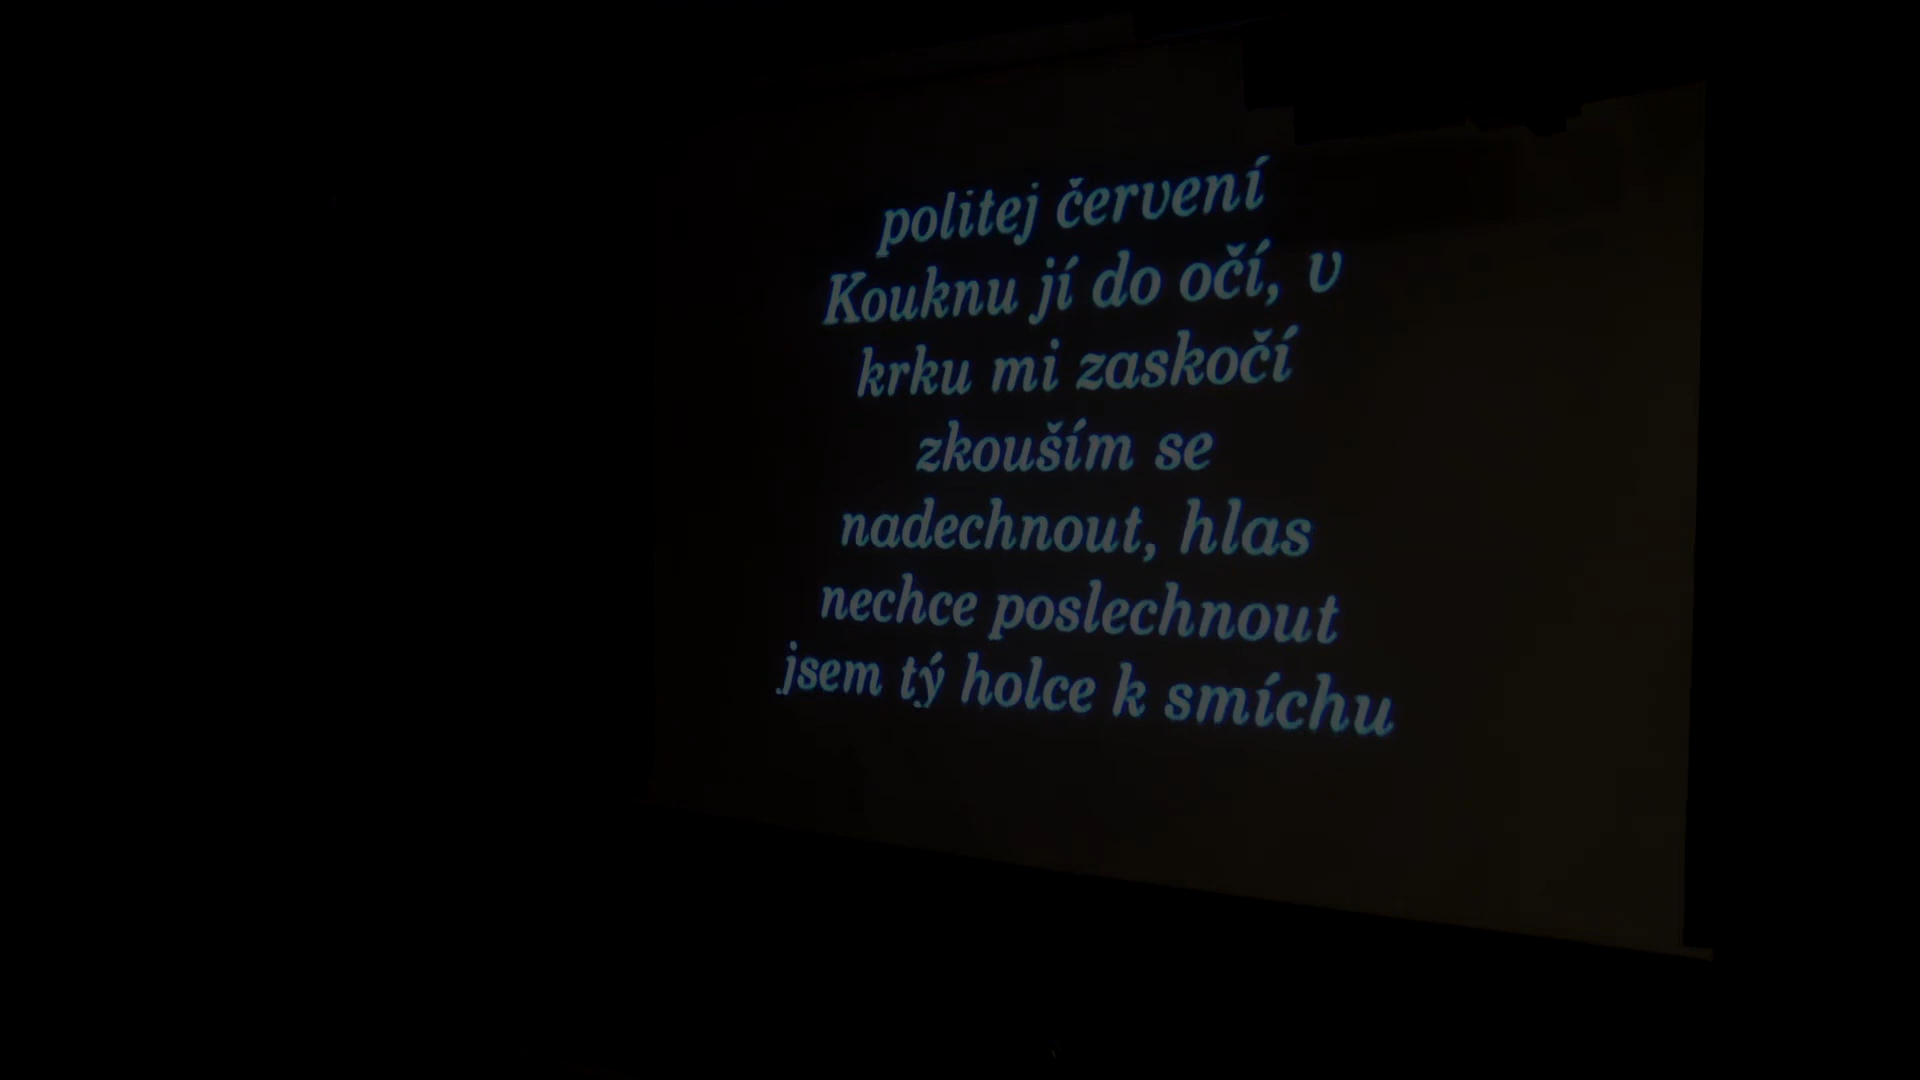 politej červení
Kouknu jí do očí, v
krku mi zaskočí
zkouším se
nadechnout, hlas
nechce poslechnout
jsem tý holce k smíchu